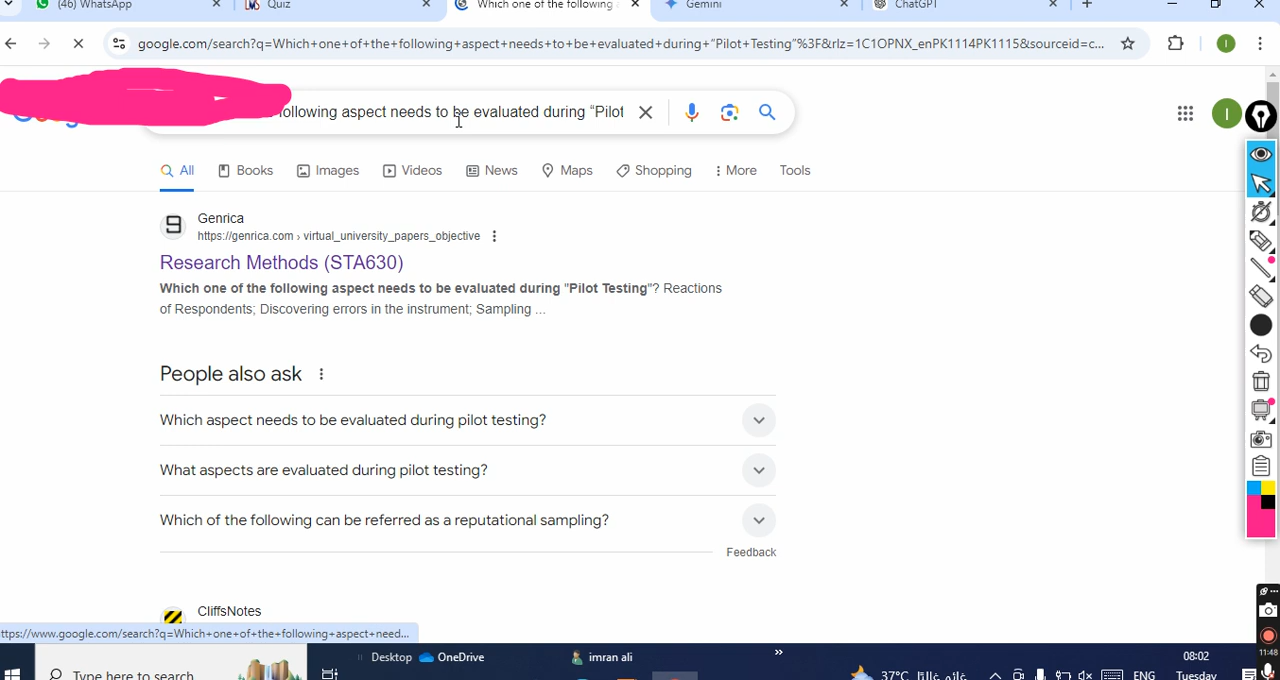 (46) WhatsApp
Quiz
Which one of the following
Gemini
ChatGPT
google.com/search?q=Which+one+of+the+following+aspect+needs+to+be+evaluated+during+"Pilot+Testing"%3F&rlz=1C1OPNX_enPK1114PK1115&sourceid=c...
following aspect needs to be evaluated during "Pilot
All
Books
Images
Videos
News
Maps
Shopping
More
Tools
I
Genrica
https://genrica.com › virtual_university_papers_objective
Research Methods (STA630)
Which one of the following aspect needs to be evaluated during "Pilot Testing"? Reactions
of Respondents; Discovering errors in the instrument; Sampling ...
People also ask
Which aspect needs to be evaluated during pilot testing?
What aspects are evaluated during pilot testing?
Which of the following can be referred as a reputational sampling?
Feedback
CliffsNotes
ttps://www.google.com/search?q=Which+one+of+the+following+aspect+need...
11:48
Type here to search
Desktop
OneDrive
imran ali
»
37°C
ENG
08:02
Tuesday